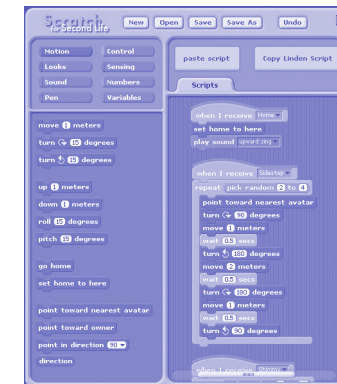 Scratch
for Second Life
New Open Save Save As Undo
Motion Control
Looks Sensing
Sound Numbers
Pen Variables
paste script Copy Linden Script
Scripts
move 1 meters
turn 15 degrees
turn 15 degrees
up 1 meters
down 1 meters
roll 15 degrees
pitch 15 degrees
go home
set home to here
point toward nearest avatar
point toward owner
point in direction 90
direction
when I receive Home
set home to here
play sound upward zing
when I receive Sidestep
repeat pick random 2 to 4
point toward nearest avatar
turn 90 degrees
move 1 meters
wait 0.5 secs
turn 180 degrees
move 2 meters
wait 0.5 secs
turn 180 degrees
move 1 meters
wait 0.5 secs
turn 90 degrees
when I receive Shimmy